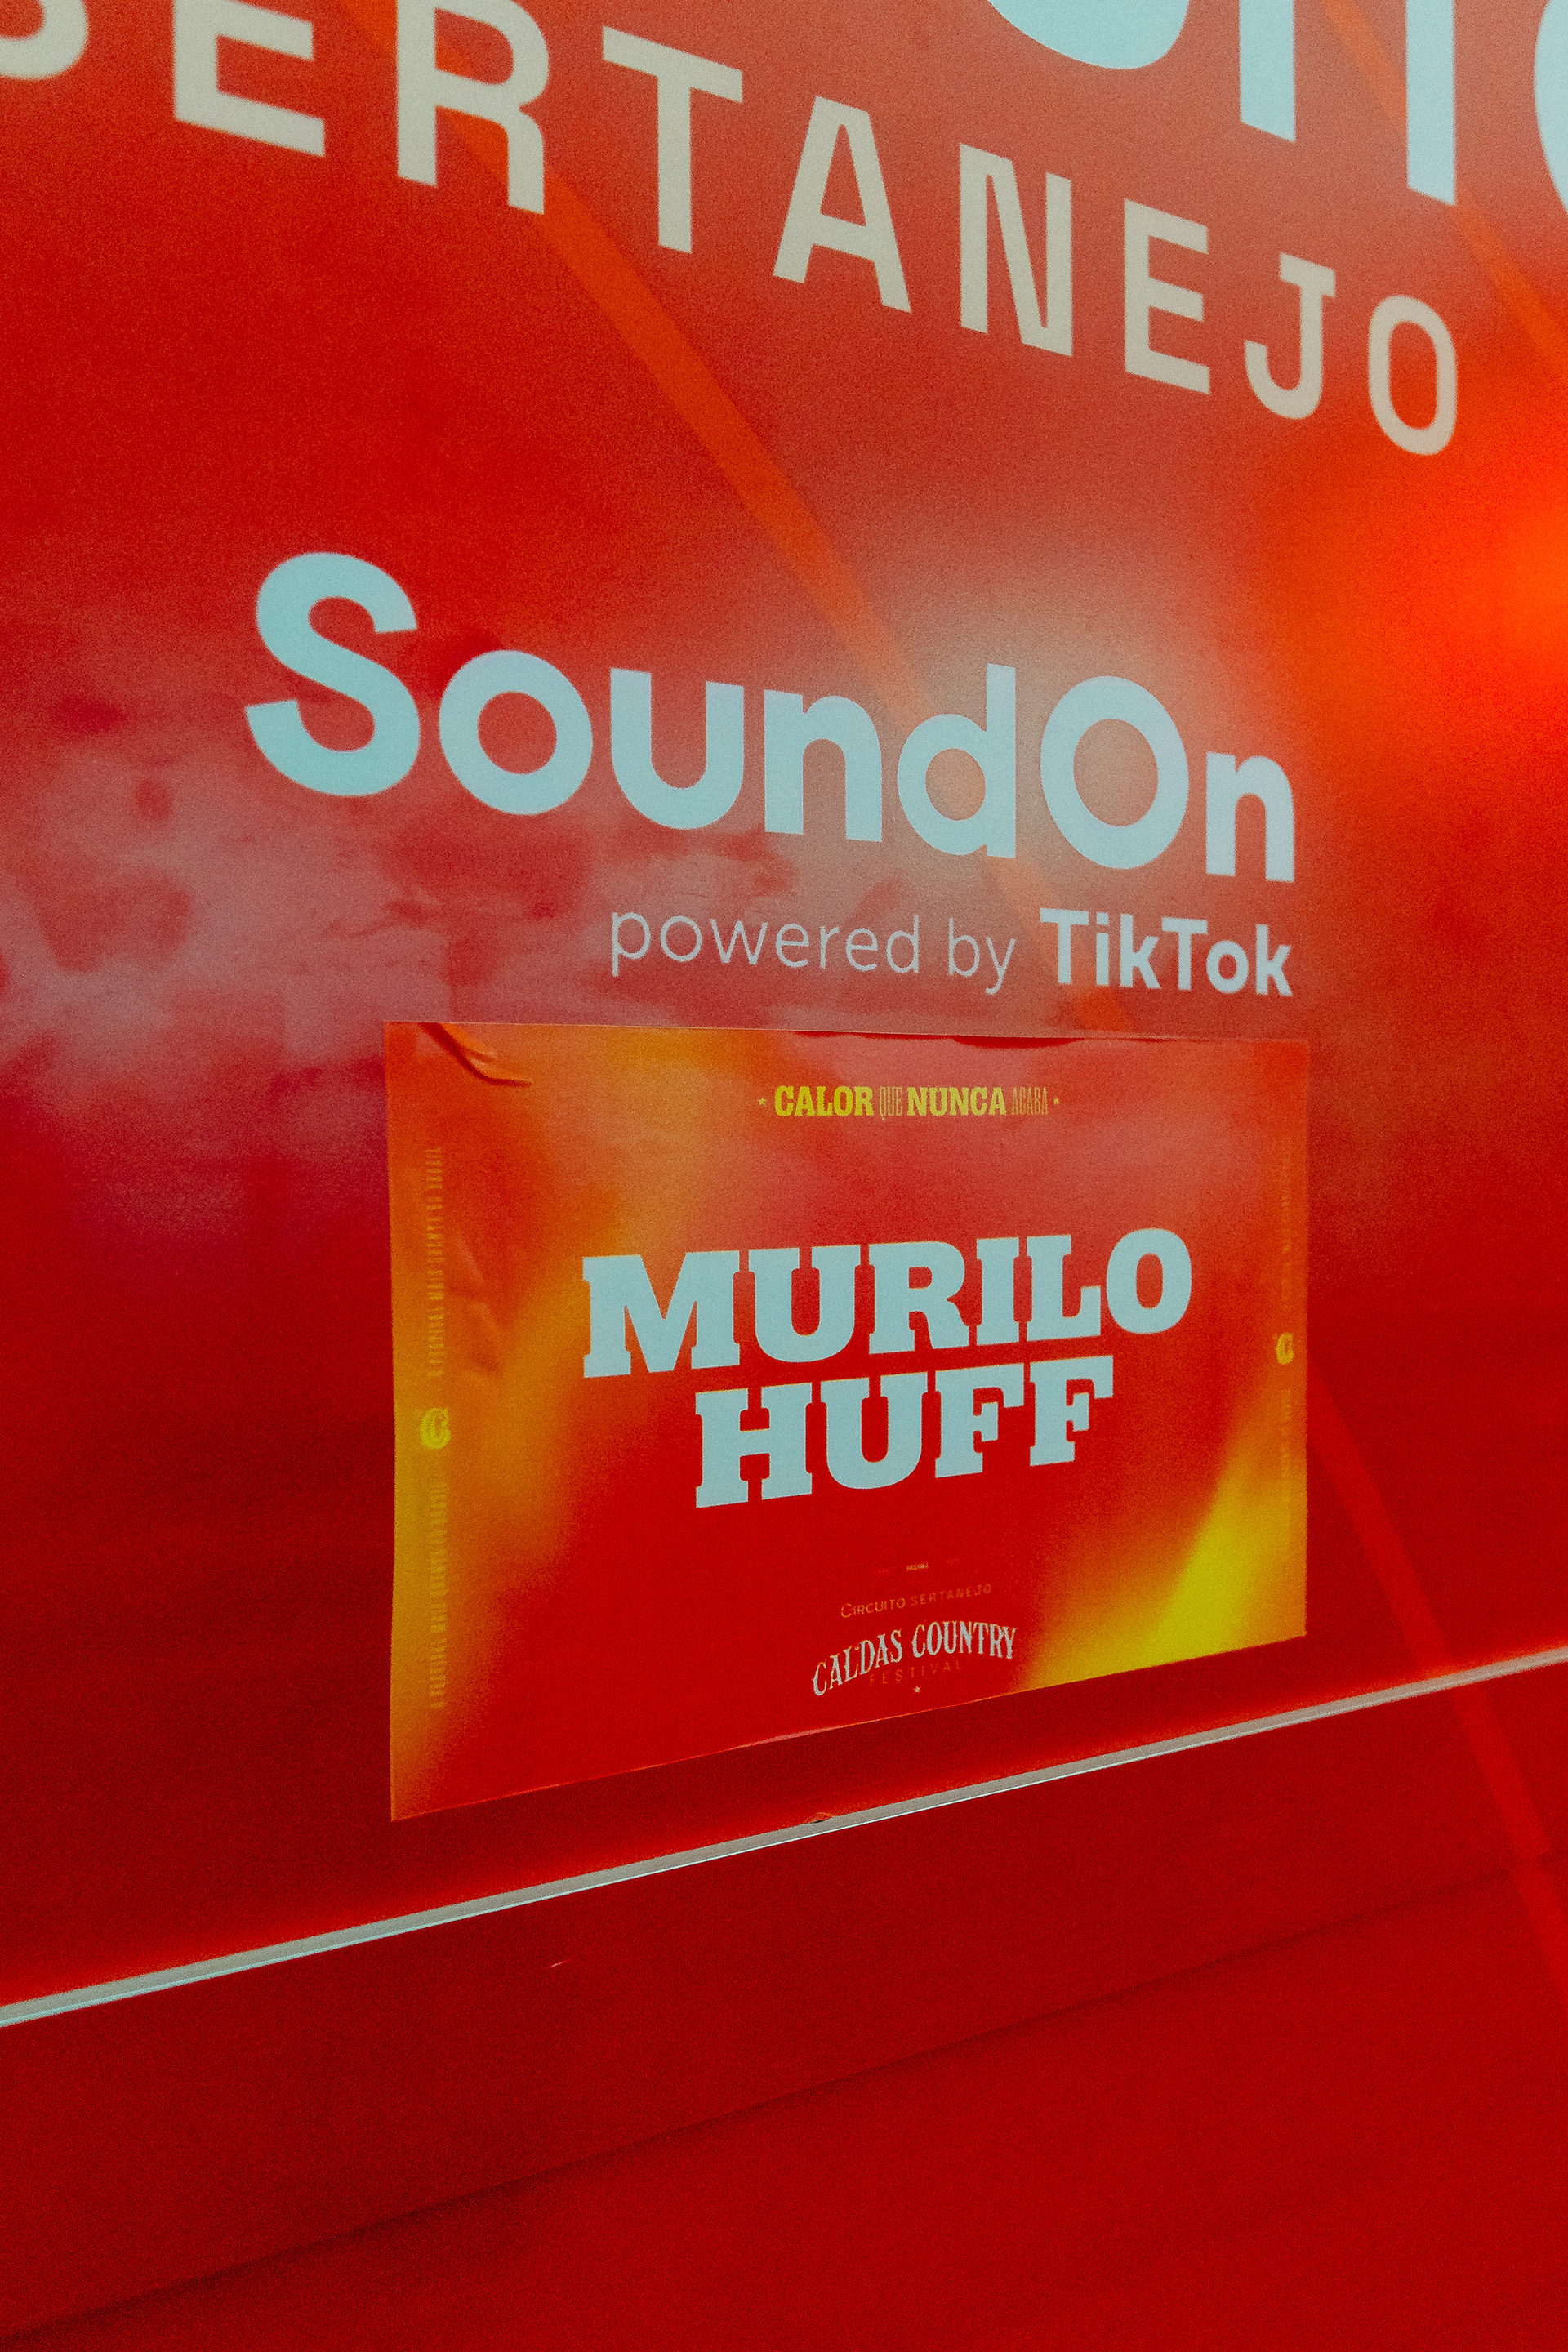 SERTANEJO
SoundOn
powered by TikTok
CALOR QUE NUNCA ACABA
MURILO
HUFF
CIRCUITO SERTANEJO
CALDAS COUNTRY
FESTIVAL